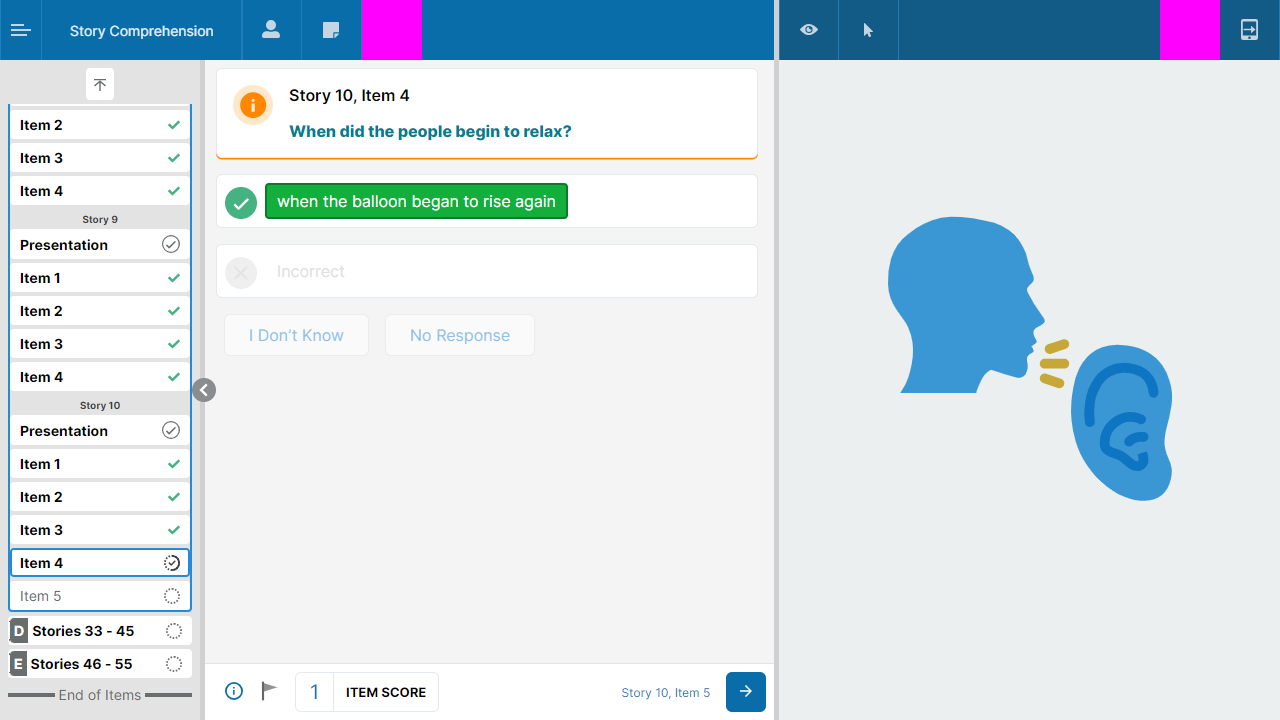 Story Comprehension
Item 2
Item 3
Item 4
Story 9
Presentation
Item 1
Item 2
Item 3
Item 4
Story 10
Presentation
Item 1
Item 2
Item 3
Item 4
Item 5
D Stories 33 - 45
E Stories 46 - 55
End of Items
Story 10, Item 4
When did the people begin to relax?
when the balloon began to rise again
Incorrect
I Don't Know
No Response
1 ITEM SCORE
Story 10, Item 5